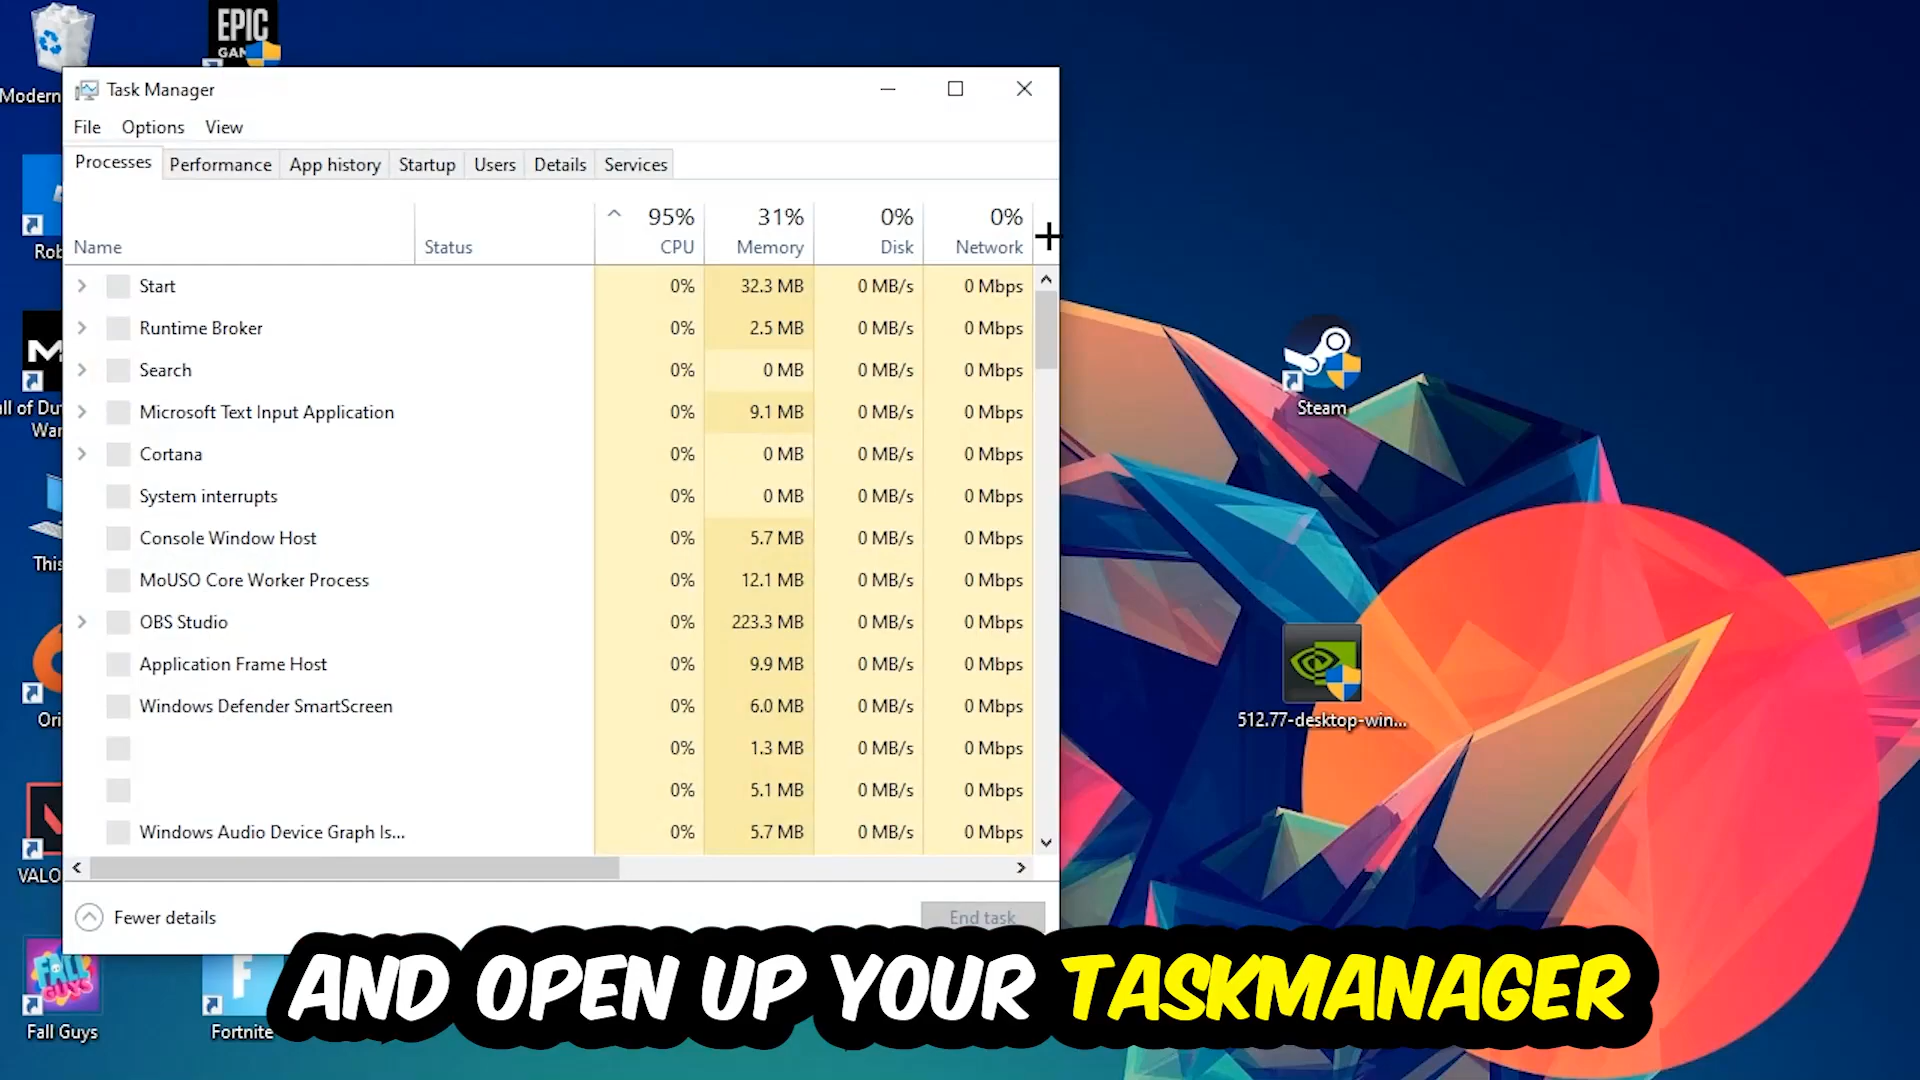 EPIC
GAM
Modern
Task Manager
File Options View
Processes Performance App history Startup Users Details Services
95% 31% 0% 0%
Name Status CPU Memory Disk Network
Start 0% 32.3 MB 0 MB/s 0 Mbps
Runtime Broker 0% 2.5 MB 0 MB/s 0 Mbps
Search 0% 0 MB 0 MB/s 0 Mbps
Microsoft Text Input Application 0% 9.1 MB 0 MB/s 0 Mbps
Cortana 0% 0 MB 0 MB/s 0 Mbps
System interrupts 0% 0 MB 0 MB/s 0 Mbps
Console Window Host 0% 5.7 MB 0 MB/s 0 Mbps
MoUSO Core Worker Process 0% 12.1 MB 0 MB/s 0 Mbps
OBS Studio 0% 223.3 MB 0 MB/s 0 Mbps
Application Frame Host 0% 9.9 MB 0 MB/s 0 Mbps
Windows Defender SmartScreen 0% 6.0 MB 0 MB/s 0 Mbps
0% 1.3 MB 0 MB/s 0 Mbps
0% 5.1 MB 0 MB/s 0 Mbps
Windows Audio Device Graph Is... 0% 5.7 MB 0 MB/s 0 Mbps
Fewer details End task
Rob
M
all of Du
War
This
Ori
VALO
FALL
GUYS
Fall Guys
F
Fortnite
Steam
512.77-desktop-win...
AND OPEN UP YOUR TASKMANAGER